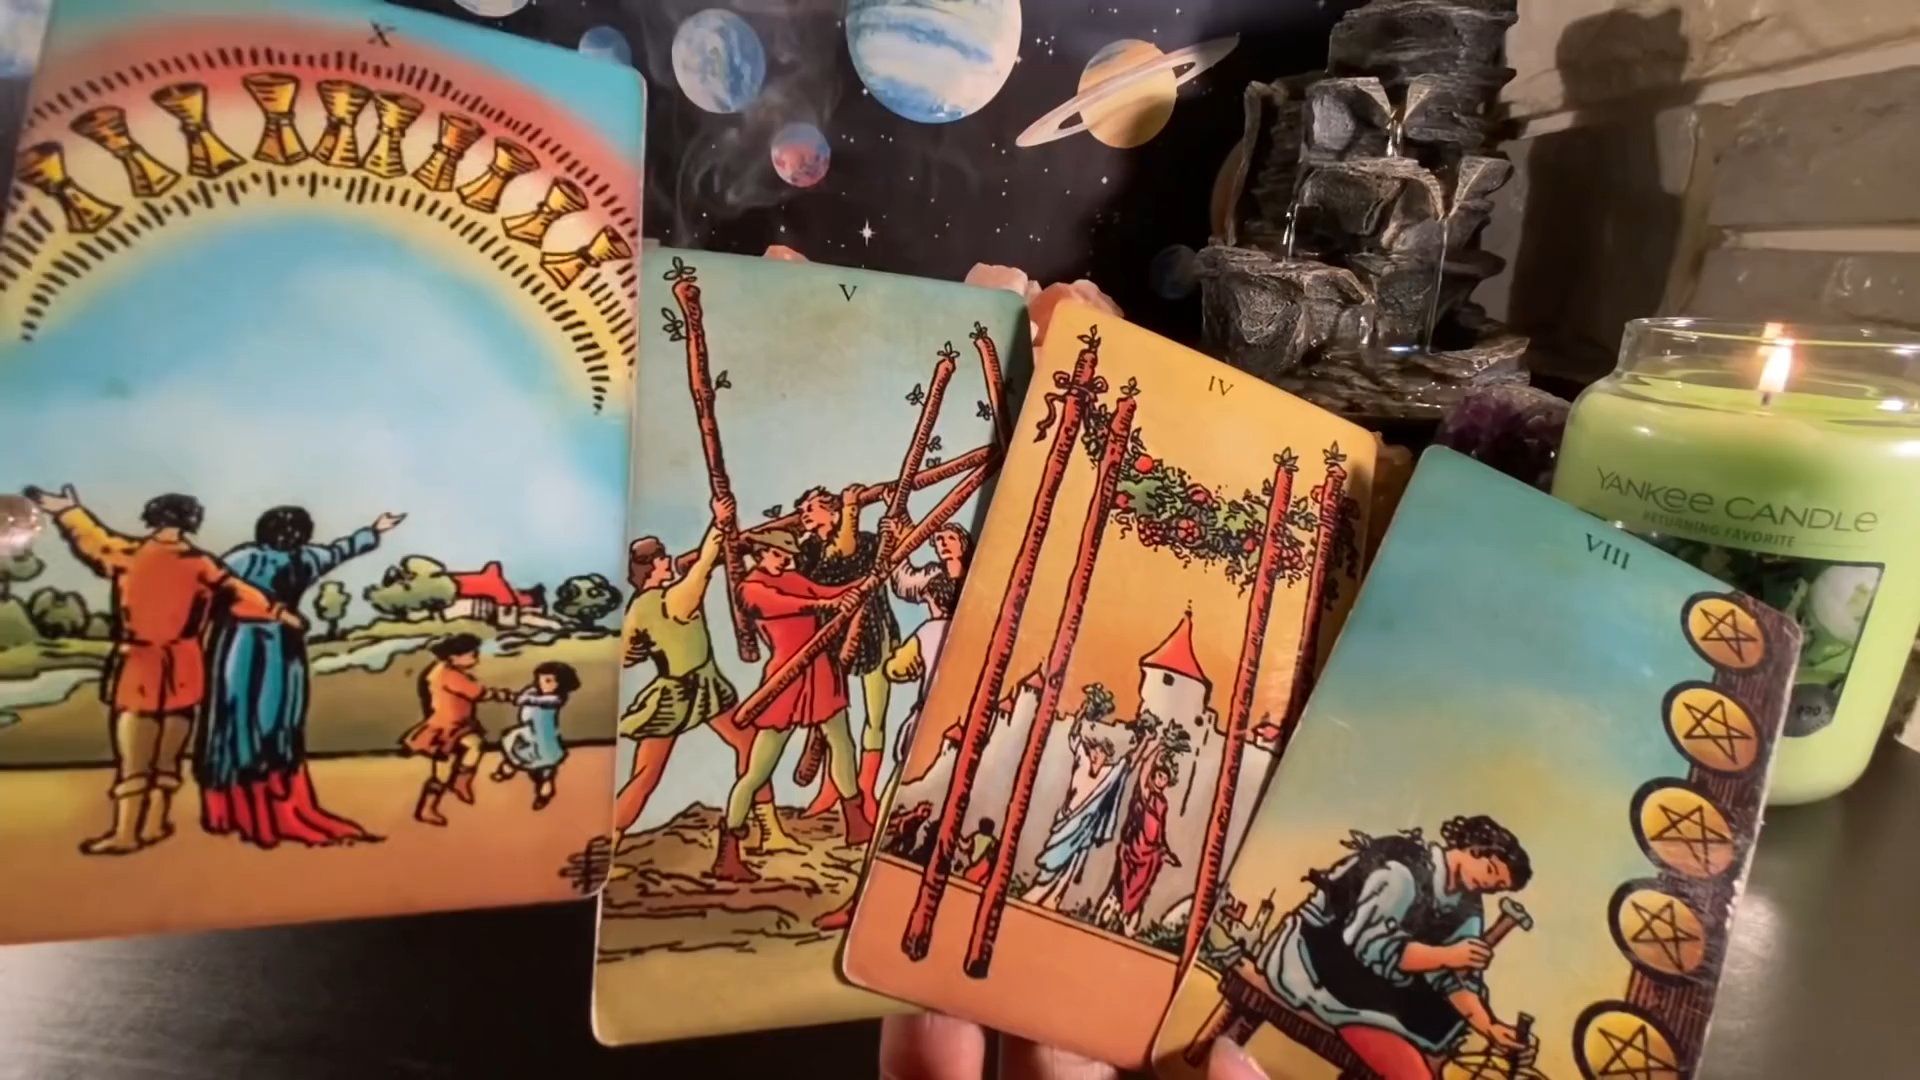 X
V
IV
VIII
YANKEE CANDLE
RETURNING FAVORITE